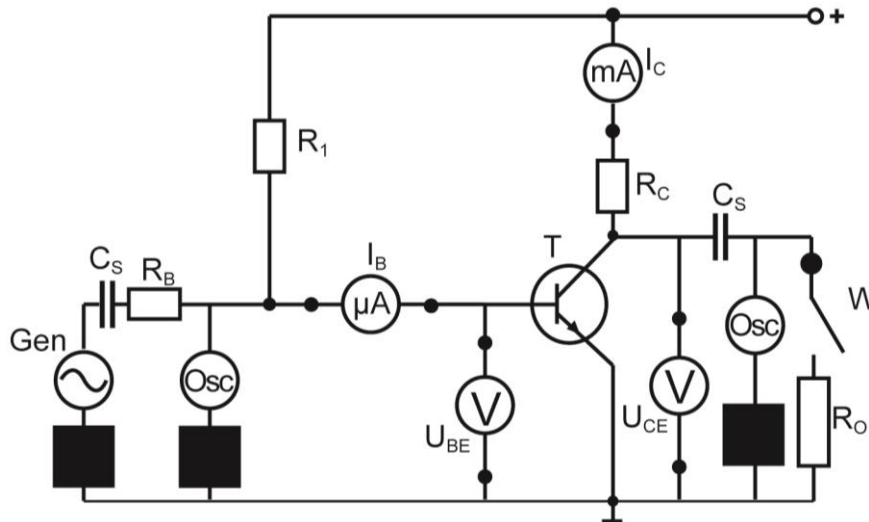 +
I_C
mA
R_1
R_C
C_S
T
I_B
C_S
R_B
µA
W
Gen
Osc
Osc
V
V
U_BE
U_CE
R_O